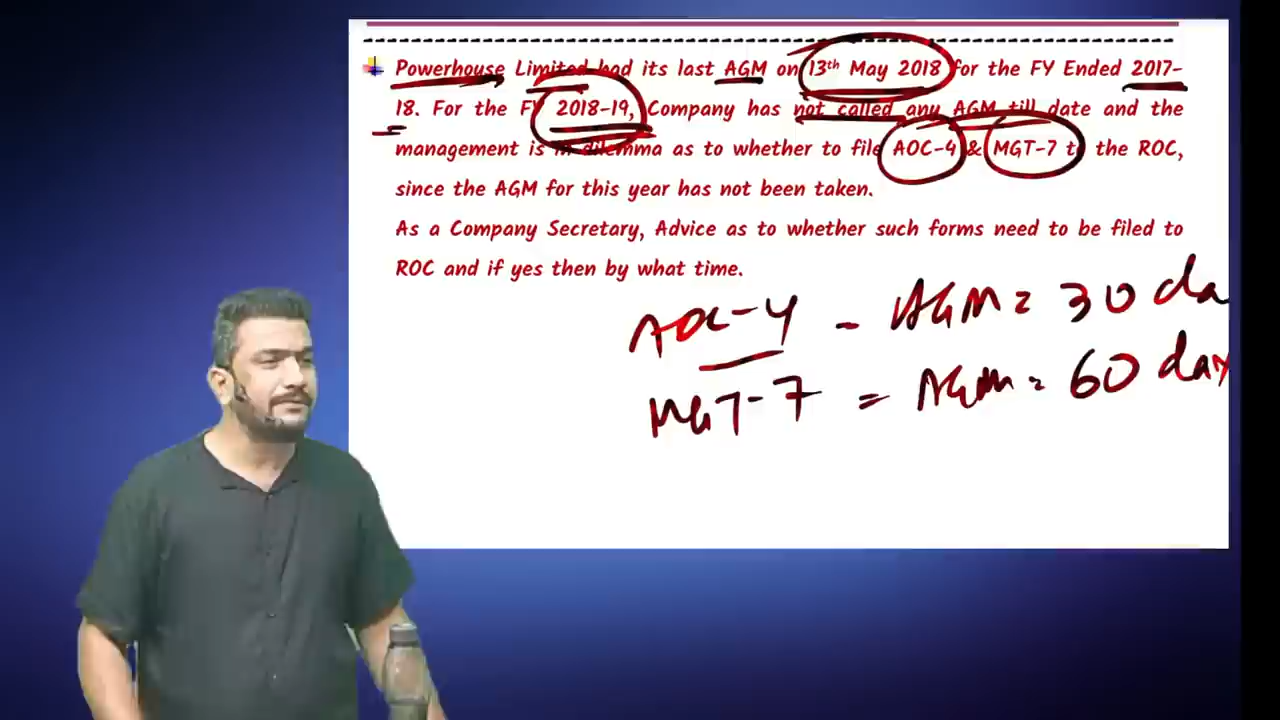 Powerhouse Limited had its last AGM on 13th May 2018 for the FY Ended 2017-
18. For the FY 2018-19, Company has not called any AGM till date and the
management is in dilemma as to whether to file AOC-4 & MGT-7 to the ROC,
since the AGM for this year has not been taken.
As a Company Secretary, Advice as to whether such forms need to be filed to
ROC and if yes then by what time.
AOC-4 - AGM = 30 da
MGT-7 = AGM = 60 day